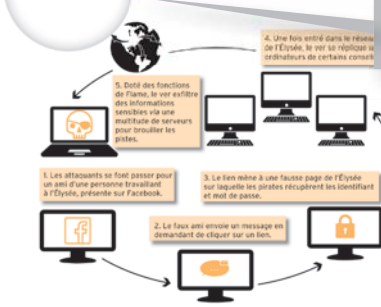 4. Une fois entré dans le réseau
de l'Élysée, le ver se réplique
ordinateurs de certains
5. Doté des fonctions
de Flame, le ver exfiltre
des informations
sensibles via une
multitude de serveurs
pour brouiller les
pistes.
1. Les attaquants se font passer pour
un ami d'une personne travaillant
à l'Élysée, présente sur Facebook.
3. Le lien mène à une fausse page de l'Élysée
sur laquelle les pirates récupèrent les identifiant
et mot de passe.
2. Le faux ami envoie un message en
demandant de cliquer sur un lien.